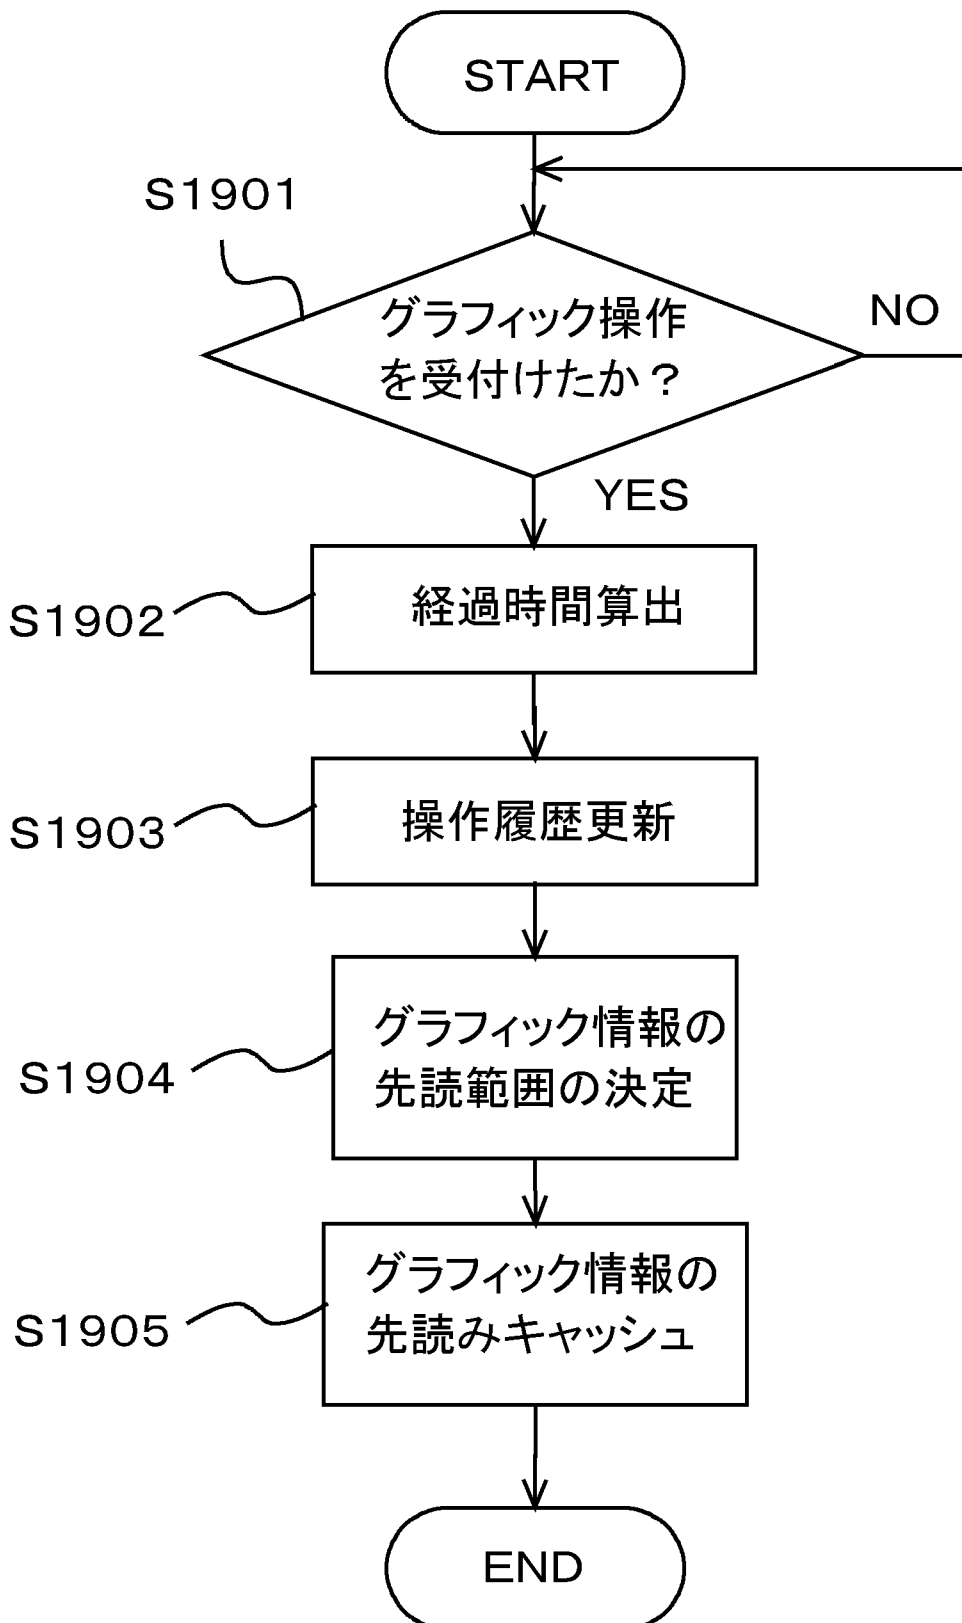 START
S1901
グラフィック操作
を受付けたか？
NO
YES
S1902
経過時間算出
S1903
操作履歴更新
S1904
グラフィック情報の
先読範囲の決定
S1905
グラフィック情報の
先読みキャッシュ
END